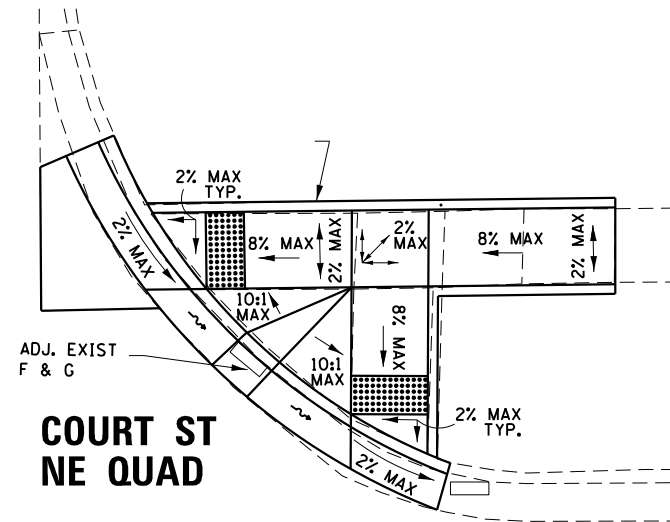 2% MAX
TYP.
2% MAX
8% MAX
2% MAX
2%
MAX
8% MAX
2% MAX
10:1
MAX
8% MAX
10:1
MAX
ADJ. EXIST
F & G
2% MAX
TYP.
2% MAX
COURT ST
NE QUAD